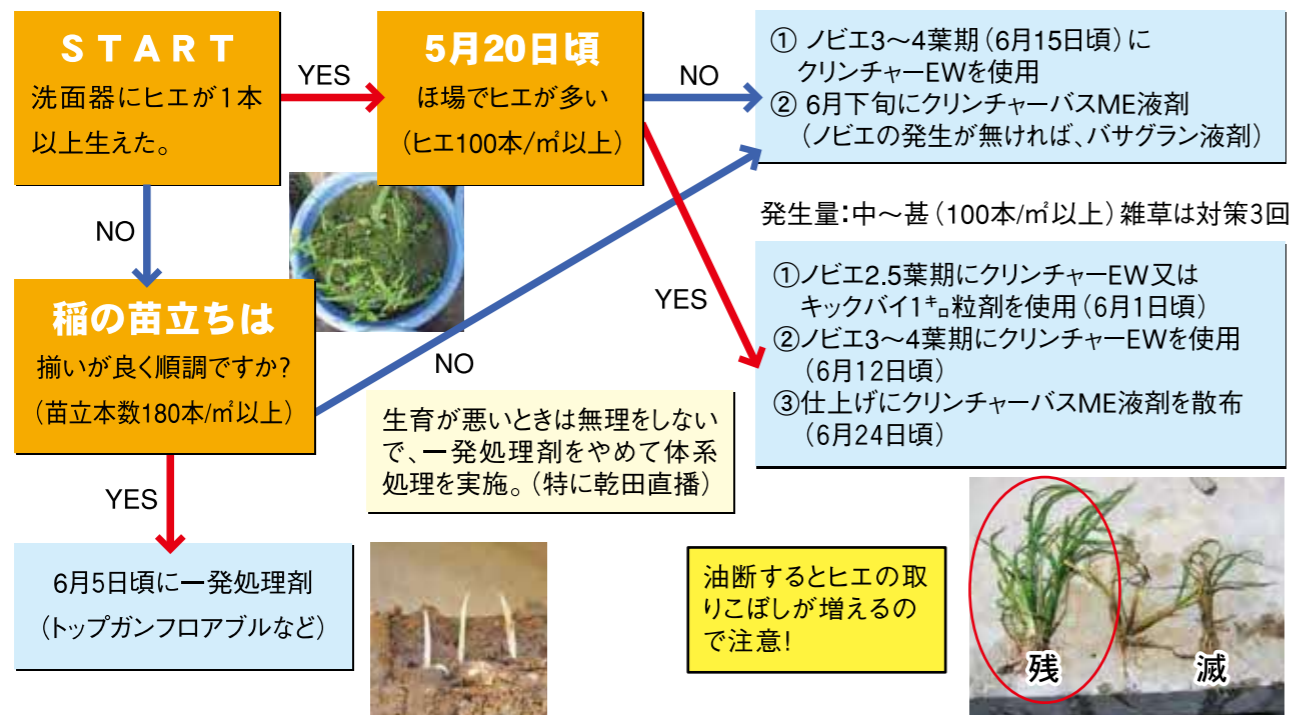 START
洗面器にヒエが1本
以上生えた。
YES
5月20日頃
ほ場でヒエが多い
（ヒエ100本/㎡以上）
NO
① ノビエ3～4葉期（6月15日頃）に
クリンチャーEWを使用
② 6月下旬にクリンチャーバスME液剤
（ノビエの発生が無ければ、バサグラン液剤）
NO
稲の苗立ちは
揃いが良く順調ですか?
（苗立本数180本/㎡以上）
NO
YES
発生量：中～甚（100本/㎡以上）雑草は対策3回
①ノビエ2.5葉期にクリンチャーEW又は
キックバイ1㌔粒剤を使用（6月1日頃）
②ノビエ3～4葉期にクリンチャーEWを使用
（6月12日頃）
③仕上げにクリンチャーバスME液剤を散布
（6月24日頃）
生育が悪いときは無理をしない
で、一発処理剤をやめて体系
処理を実施。（特に乾田直播）
YES
6月5日頃に一発処理剤
（トップガンフロアブルなど）
油断するとヒエの取
りこぼしが増えるの
で注意!
残
滅